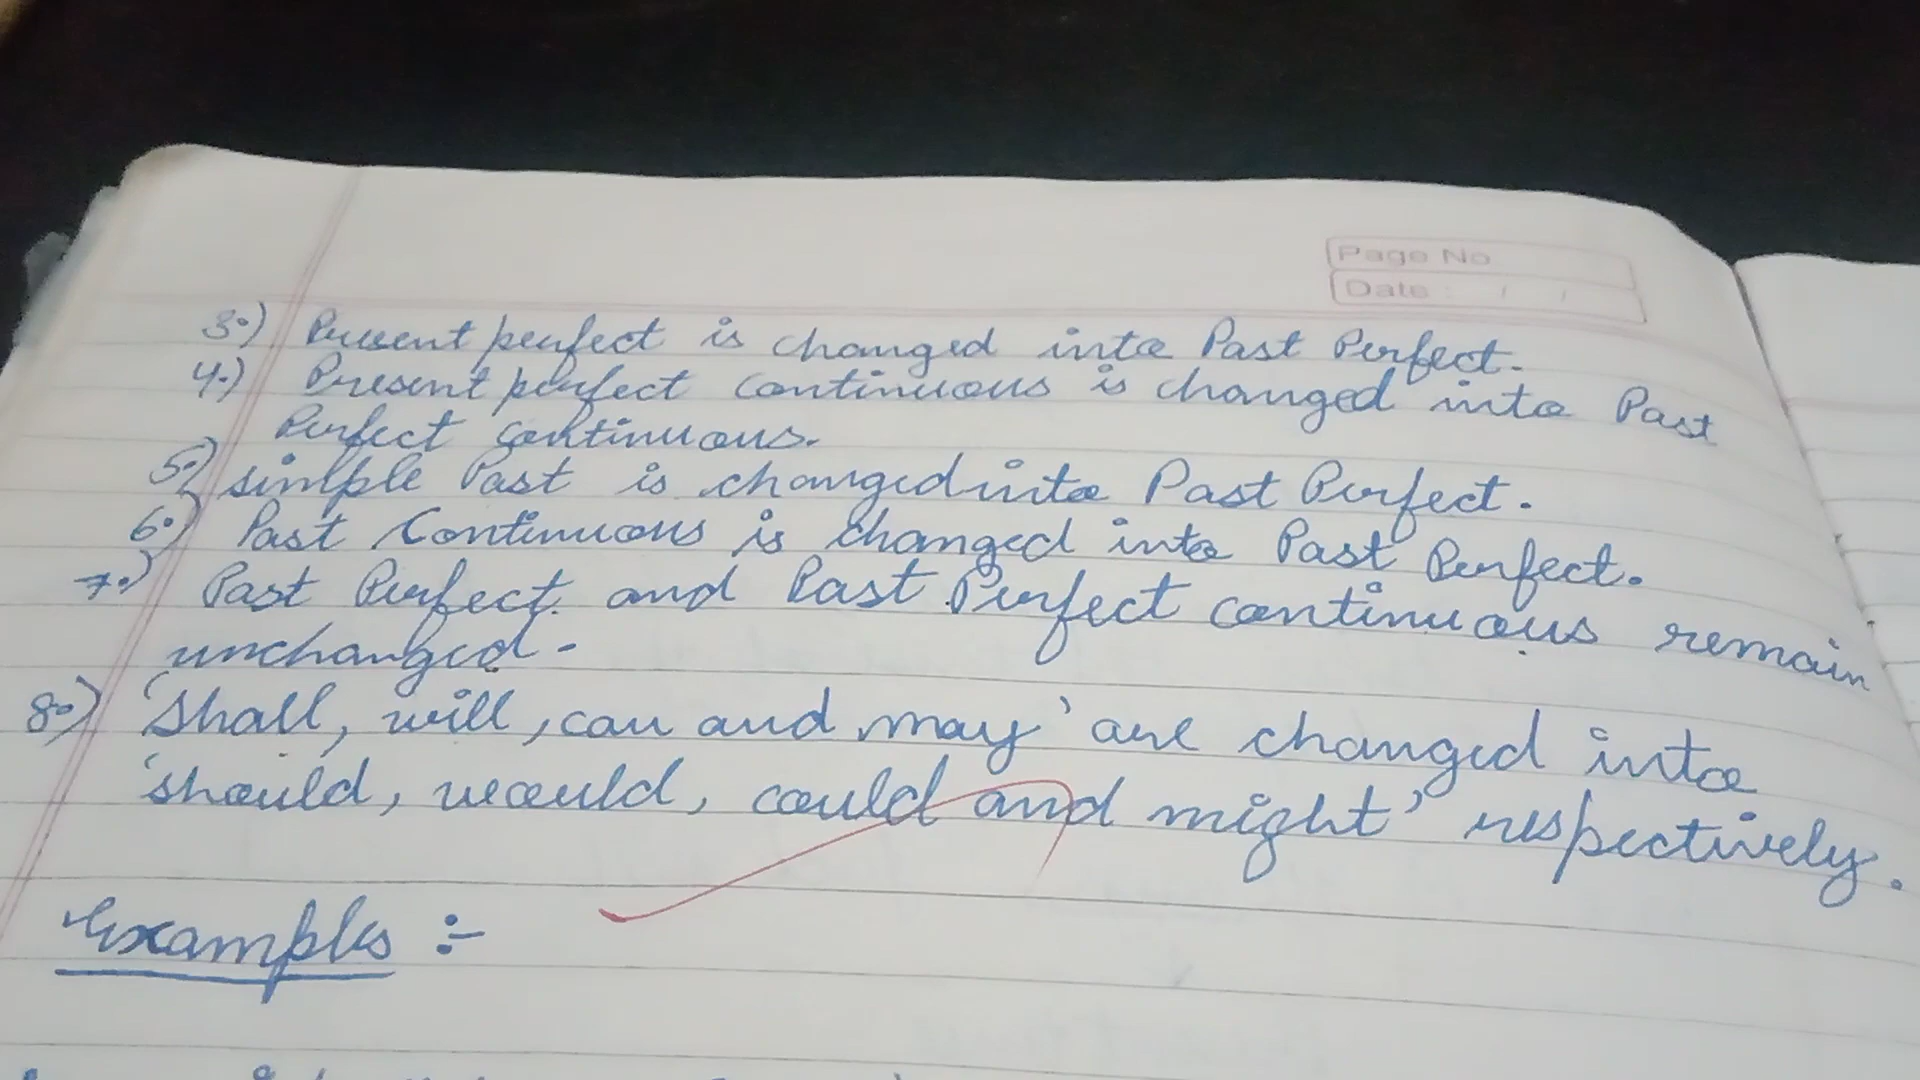 Page No
Date : / /
3.) Present perfect is changed into Past Perfect.
4.) Present perfect continuous is changed into Past
Perfect continuous.
5.) simple Past is changed into Past Perfect.
6.) Past Continuous is changed into Past Perfect.
7.) Past Perfect and Past Perfect continuous remain
unchanged.
8.) 'Shall, will, can and may' are changed into
'should, would, could and might' respectively.
Examples :-